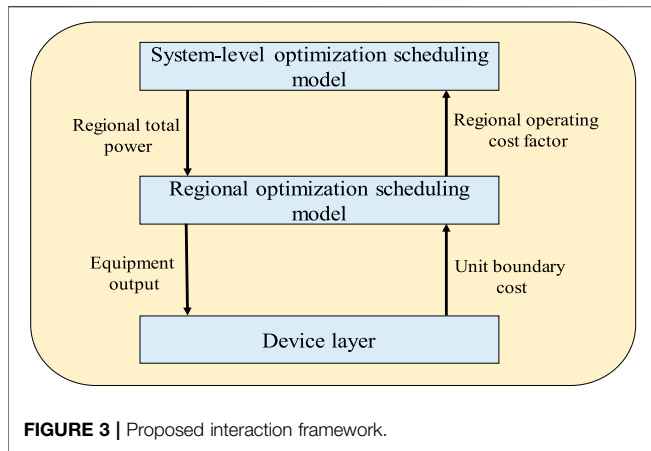 System-level optimization scheduling
model
Regional total
power
Regional operating
cost factor
Regional optimization scheduling
model
Equipment
output
Unit boundary
cost
Device layer
FIGURE 3 | Proposed interaction framework.